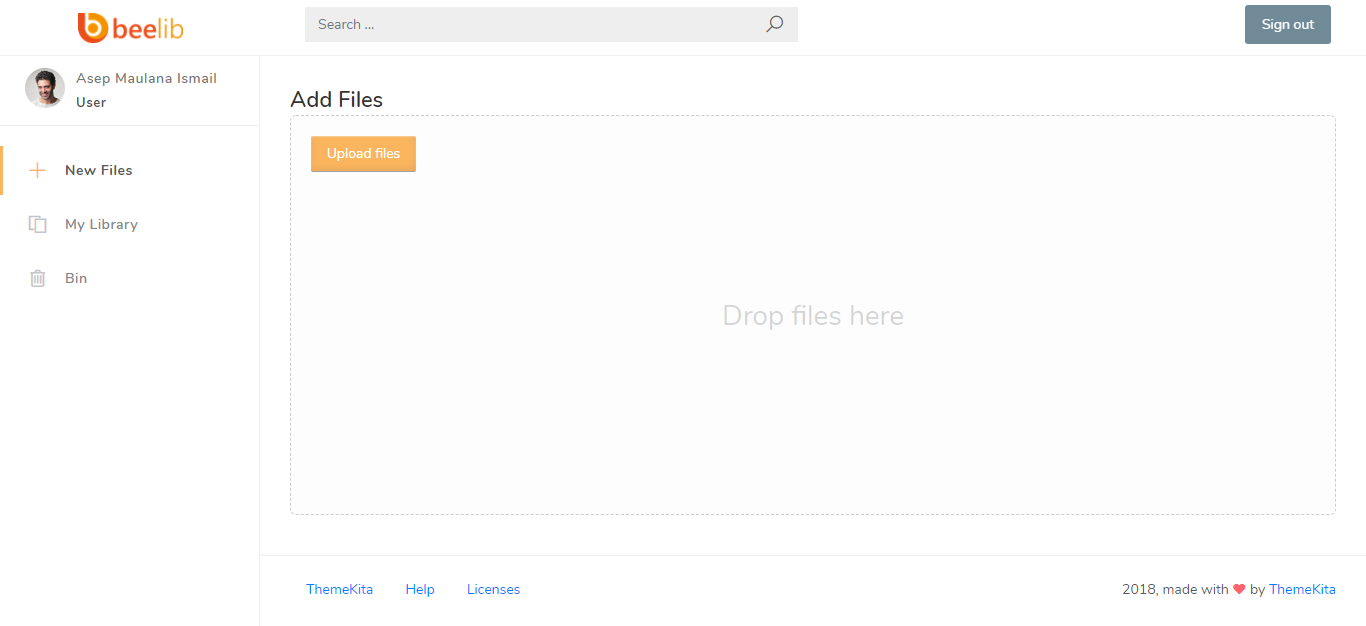 beelib
Search ...
Sign out
Asep Maulana Ismail
User
New Files
My Library
Bin
Add Files
Upload files
Drop files here
ThemeKita Help Licenses
2018, made with ❤ by ThemeKita